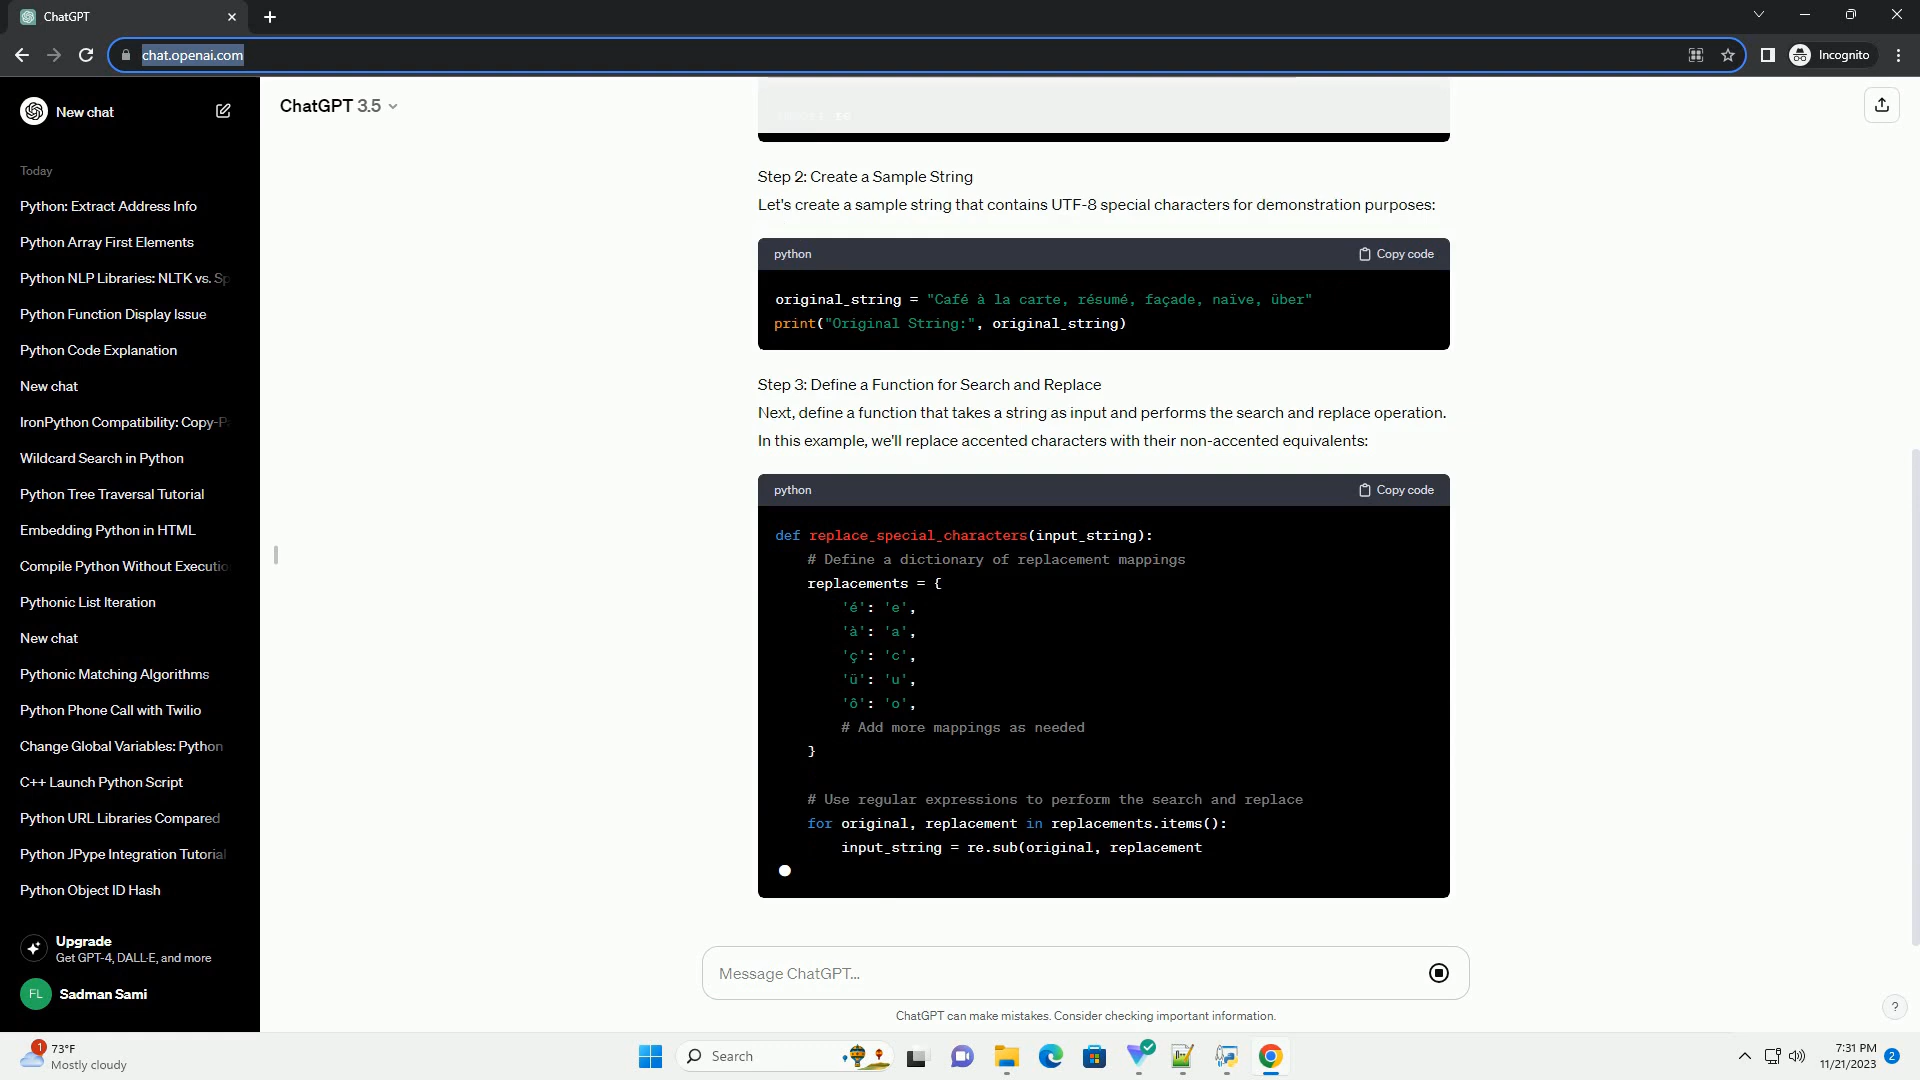 ChatGPT
chat.openai.com
Incognito
New chat
ChatGPT 3.5
Today
Python: Extract Address Info
Python Array First Elements
Python NLP Libraries: NLTK vs. Sp
Python Function Display Issue
Python Code Explanation
New chat
IronPython Compatibility: Copy-P
Wildcard Search in Python
Python Tree Traversal Tutorial
Embedding Python in HTML
Compile Python Without Executio
Pythonic List Iteration
New chat
Pythonic Matching Algorithms
Python Phone Call with Twilio
Change Global Variables: Python
C++ Launch Python Script
Python URL Libraries Compared
Python JPype Integration Tutorial
Python Object ID Hash
Upgrade
Get GPT-4, DALL·E, and more
FL
Sadman Sami
Step 2: Create a Sample String
Let's create a sample string that contains UTF-8 special characters for demonstration purposes:
python
Copy code
original_string = "Café à la carte, résumé, façade, naïve, über"
print("Original String:", original_string)
Step 3: Define a Function for Search and Replace
Next, define a function that takes a string as input and performs the search and replace operation.
In this example, we'll replace accented characters with their non-accented equivalents:
python
Copy code
def replace_special_characters(input_string):
# Define a dictionary of replacement mappings
replacements = {
'é': 'e',
'à': 'a',
'ç': 'c',
'ü': 'u',
'ô': 'o',
# Add more mappings as needed
}
# Use regular expressions to perform the search and replace
for original, replacement in replacements.items():
input_string = re.sub(original, replacement
Message ChatGPT...
ChatGPT can make mistakes. Consider checking important information.
?
1
73°F
Mostly cloudy
Search
7:31 PM
11/21/2023
2